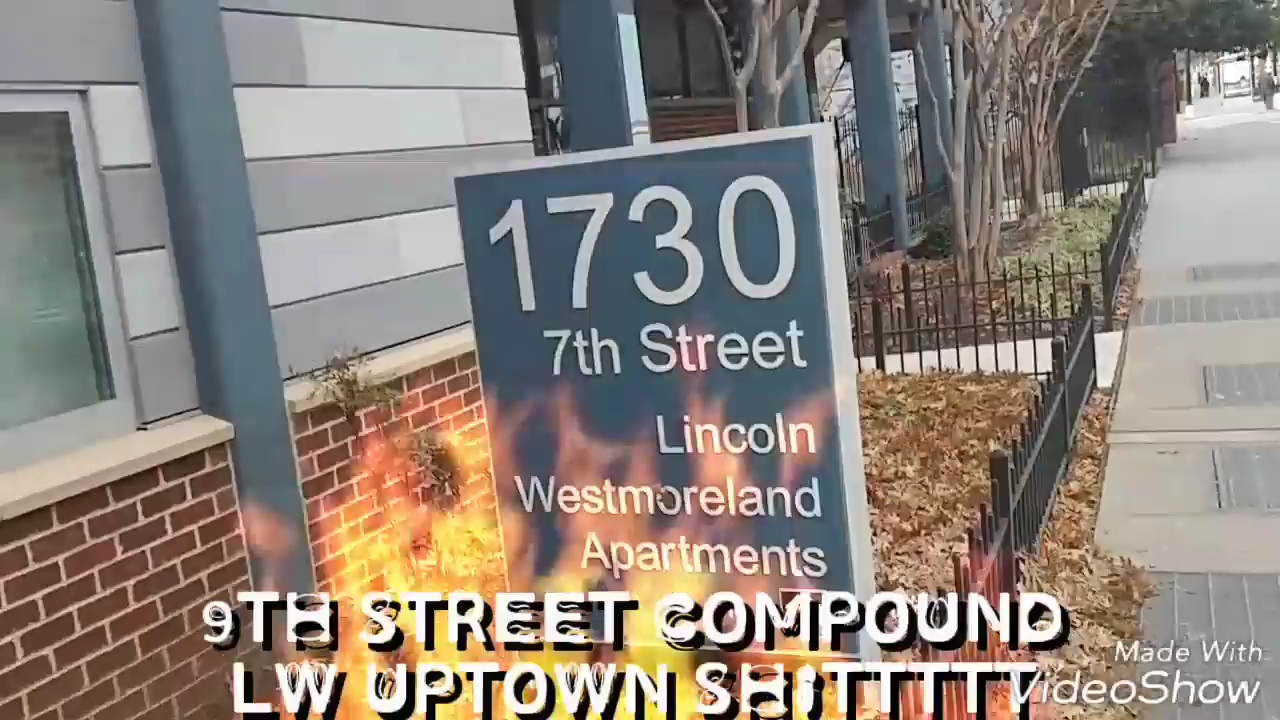 1730
7th Street
Lincoln
Westmoreland
Apartments
9TH STREET COMPOUND
LW UPTOWN SHiTTTTT
Made With
VideoShow